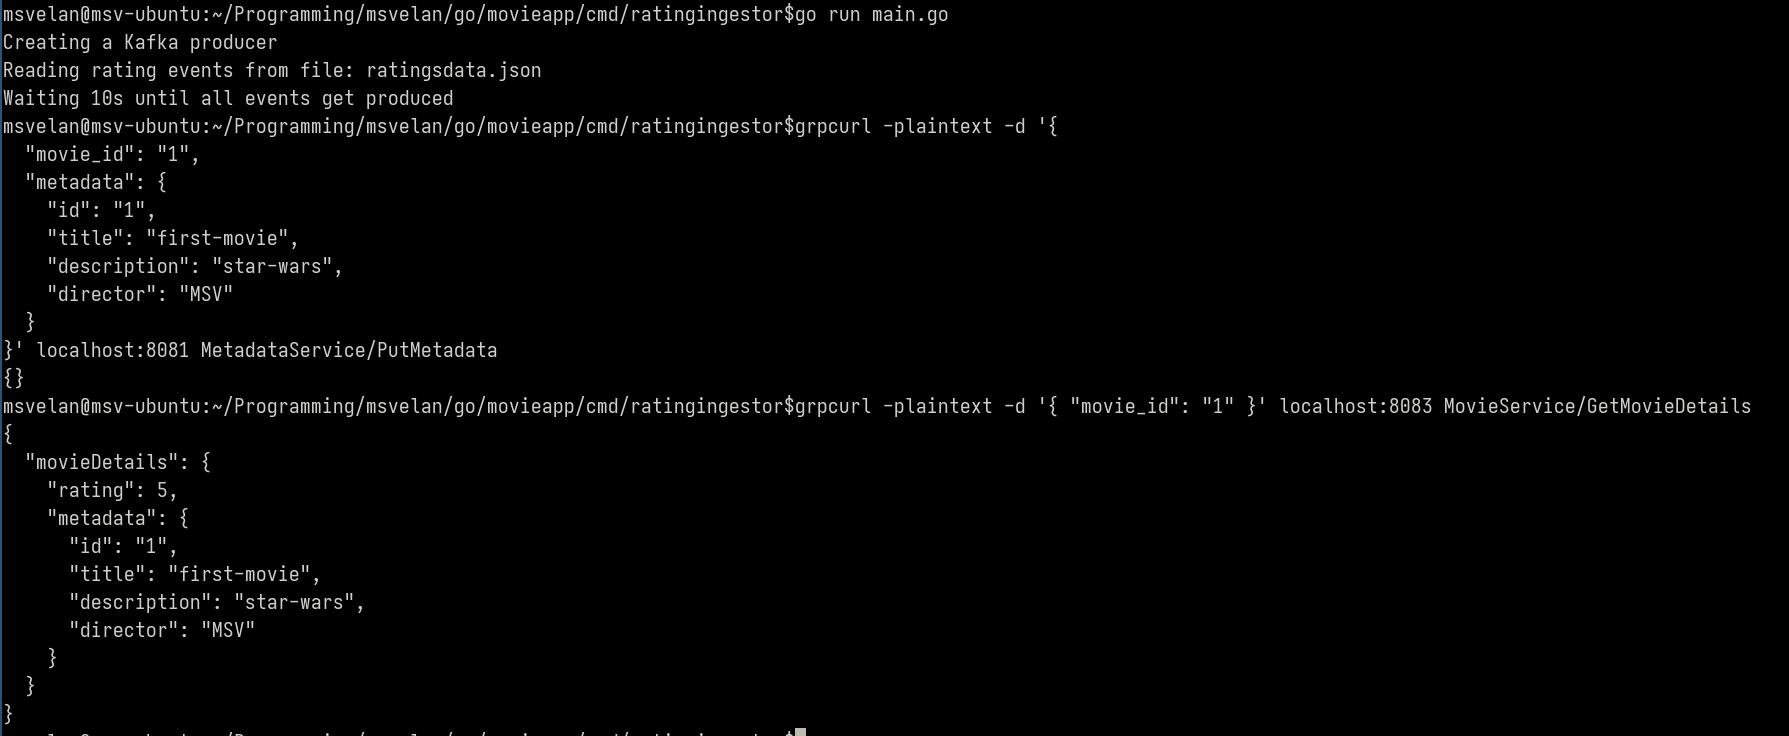 msvelan@msv-ubuntu:~/Programming/msvelan/go/movieapp/cmd/ratingingestor$go run main.go
Creating a Kafka producer
Reading rating events from file: ratingsdata.json
Waiting 10s until all events get produced
msvelan@msv-ubuntu:~/Programming/msvelan/go/movieapp/cmd/ratingingestor$grpcurl -plaintext -d '{
  "movie_id": "1",
  "metadata": {
    "id": "1",
    "title": "first-movie",
    "description": "star-wars",
    "director": "MSV"
  }
}' localhost:8081 MetadataService/PutMetadata
{}
msvelan@msv-ubuntu:~/Programming/msvelan/go/movieapp/cmd/ratingingestor$grpcurl -plaintext -d '{ "movie_id": "1" }' localhost:8083 MovieService/GetMovieDetails
{
  "movieDetails": {
    "rating": 5,
    "metadata": {
      "id": "1",
      "title": "first-movie",
      "description": "star-wars",
      "director": "MSV"
    }
  }
}